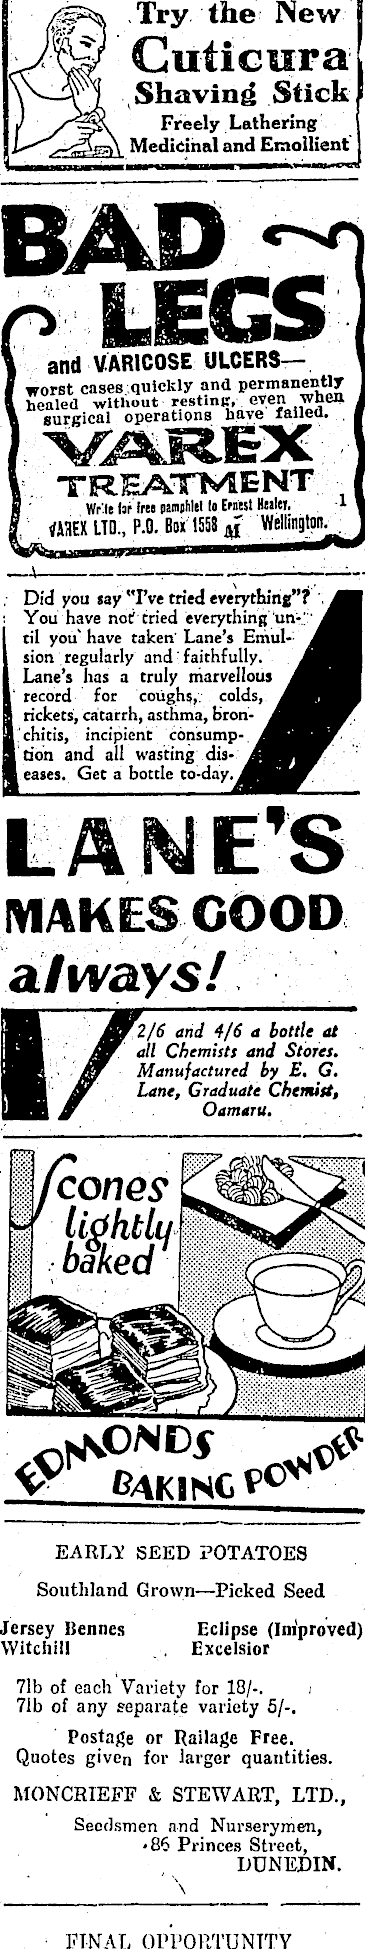 Try the New
Cuticura
Shaving Stick
Freely Lathering
Medicinal and Emollient
BAD
LEGS
and VARICOSE ULCERS—
worst cases quickly and permanently
healed without resting, even when
surgical operations have failed.
VAREX
TREATMENT
Write for free pamphlet to Ernest Healey,
VAREX LTD., P.O. Box 1558 Wellington.
1
Did you say "I've tried everything"?
You have not tried everything un-
til you have taken Lane's Emul-
sion regularly and faithfully.
Lane's has a truly marvellous
record for coughs, colds,
rickets, catarrh, asthma, bron-
chitis, incipient consump-
tion and all wasting dis-
eases. Get a bottle to-day.
LANE'S
MAKES GOOD
always!
2/6 and 4/6 a bottle at
all Chemists and Stores.
Manufactured by E. G.
Lane, Graduate Chemist,
Oamaru.
Scones
lightly
baked
EDMONDS
BAKING POWDER
EARLY SEED POTATOES
Southland Grown—Picked Seed
Jersey Bennes Eclipse (Improved)
Witchill Excelsior
7lb of each Variety for 18/-.
7lb of any separate variety 5/-.
Postage or Railage Free.
Quotes given for larger quantities.
MONCRIEFF & STEWART, LTD.,
Seedsmen and Nurserymen,
86 Princes Street,
DUNEDIN.
FINAL OPPORTUNITY